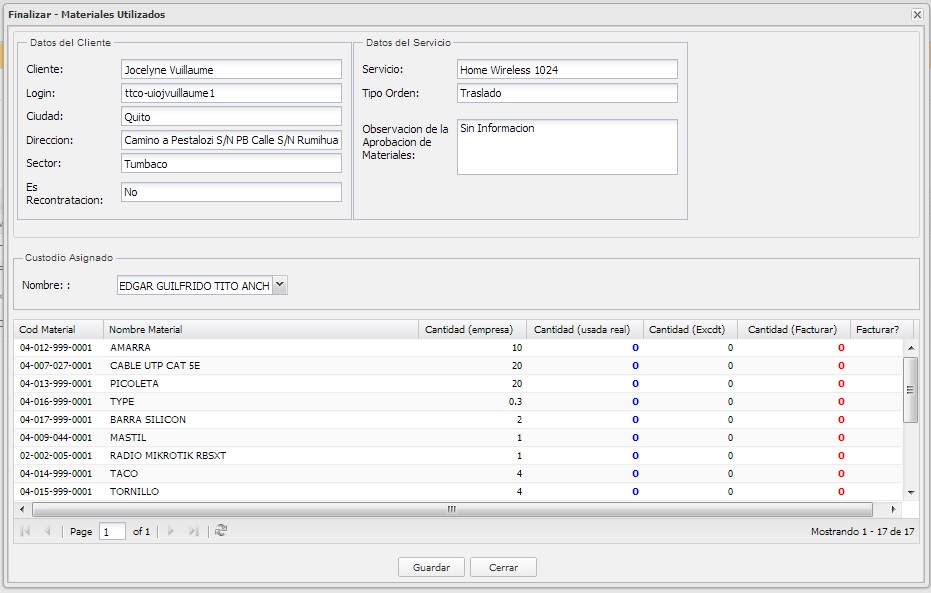 Finalizar - Materiales Utilizados
Datos del Cliente
Cliente: Jocelyne Vuillaume
Login: ttco-uiojvuillaume1
Ciudad: Quito
Direccion: Camino a Pestalozi S/N PB Calle S/N Rumihua
Sector: Tumbaco
Es
Recontratacion: No
Datos del Servicio
Servicio: Home Wireless 1024
Tipo Orden: Traslado
Observacion de la
Aprobacion de
Materiales:
Sin Informacion
Custodio Asignado
Nombre: : EDGAR GUILFRIDO TITO ANCH
Cod Material Nombre Material Cantidad (empresa) Cantidad (usada real) Cantidad (Excdt) Cantidad (Facturar) Facturar?
04-012-999-0001 AMARRA 10 0 0 0
04-007-027-0001 CABLE UTP CAT 5E 20 0 0 0
04-013-999-0001 PICOLETA 20 0 0 0
04-016-999-0001 TYPE 0.3 0 0 0
04-017-999-0001 BARRA SILICON 2 0 0 0
04-009-044-0001 MASTIL 1 0 0 0
02-002-005-0001 RADIO MIKROTIK RBSXT 1 0 0 0
04-014-999-0001 TACO 4 0 0 0
04-015-999-0001 TORNILLO 4 0 0 0
Page 1 of 1 Mostrando 1 - 17 de 17
Guardar Cerrar